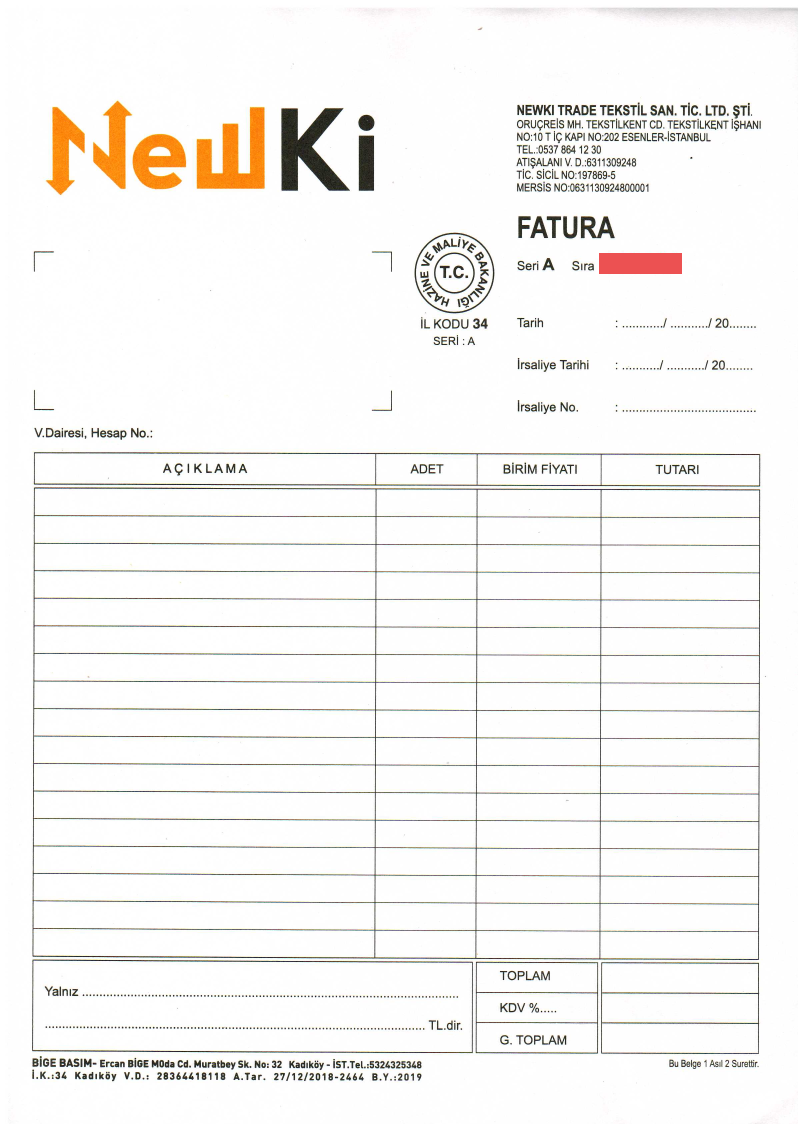 NewKi
NEWKI TRADE TEKSTİL SAN. TİC. LTD. ŞTİ.
ORUÇREİS MH. TEKSTİLKENT CD. TEKSTİLKENT İŞHANI
NO:10 T İÇ KAPI NO:202 ESENLER-İSTANBUL
TEL.:0537 864 12 30
ATIŞALANI V. D.:6311309248
TİC. SİCİL NO:197869-5
MERSİS NO:0631130924800001
FATURA
Seri A Sıra
HAZİNE VE MALİYE BAKANLIĞI
T.C.
İL KODU 34
SERİ : A
Tarih : .........../ .........../ 20........
İrsaliye Tarihi : .........../ .........../ 20........
İrsaliye No. : .......................................
V.Dairesi, Hesap No.:
AÇIKLAMA ADET BİRİM FİYATI TUTARI
Yalnız ..............................................................................................................
................................................................................................................ TL.dir.
TOPLAM
KDV %.....
G. TOPLAM
BİGE BASIM- Ercan BİGE M0da Cd. Muratbey Sk. No: 32 Kadıköy - İST.Tel.:5324325348
İ.K.:34 Kadıköy V.D.: 28364418118 A.Tar. 27/12/2018-2464 B.Y.:2019
Bu Belge 1 Asıl 2 Surettir.